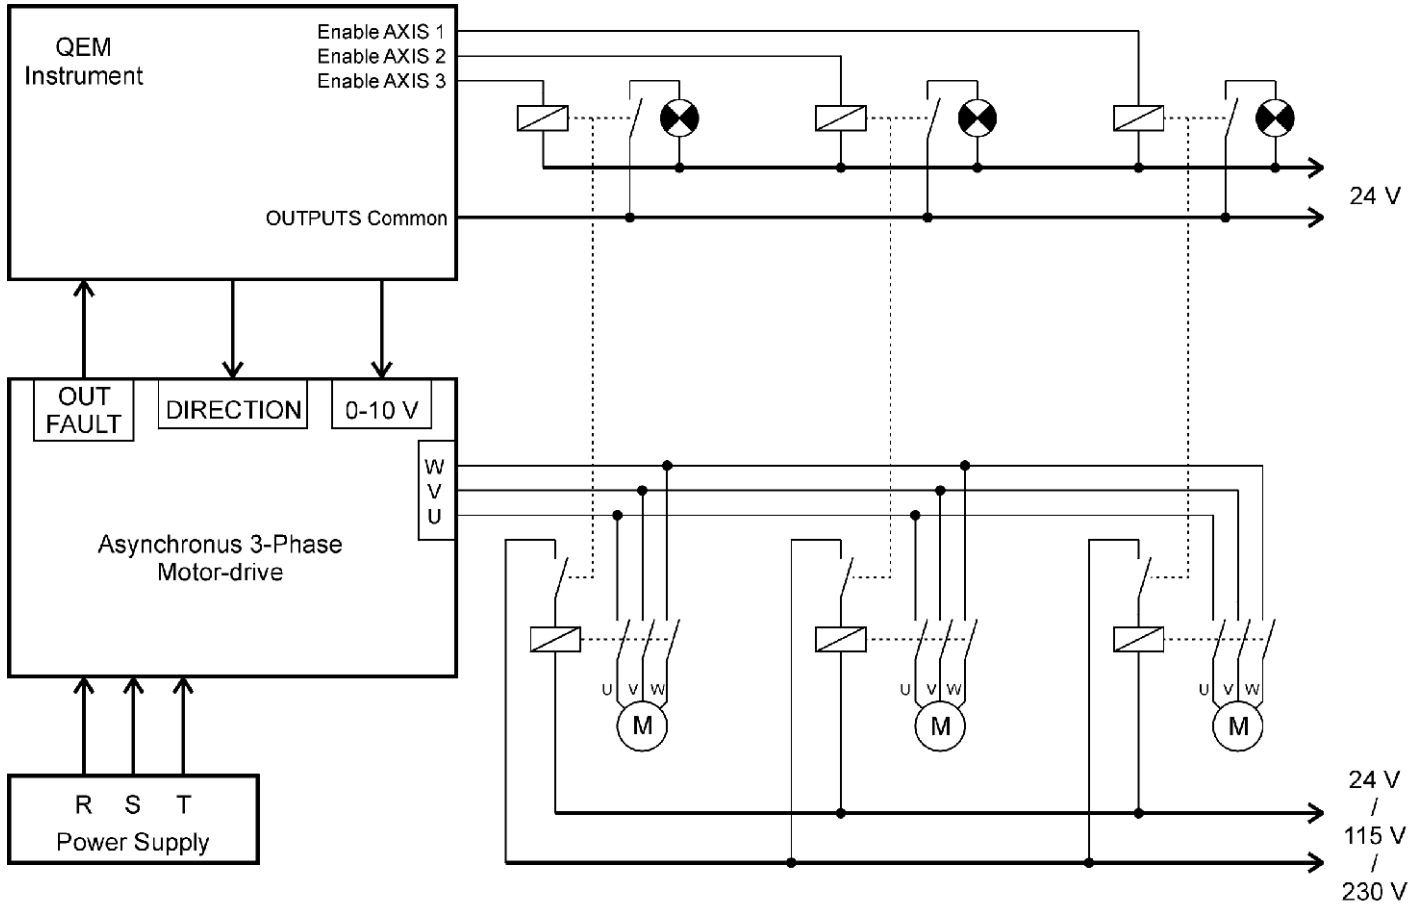 QEM
Instrument
Enable AXIS 1
Enable AXIS 2
Enable AXIS 3
OUTPUTS Common
24 V
OUT
FAULT
DIRECTION
0-10 V
W
V
U
Asynchronus 3-Phase
Motor-drive
U V W
M
U V W
M
U V W
M
R S T
Power Supply
24 V
/
115 V
/
230 V